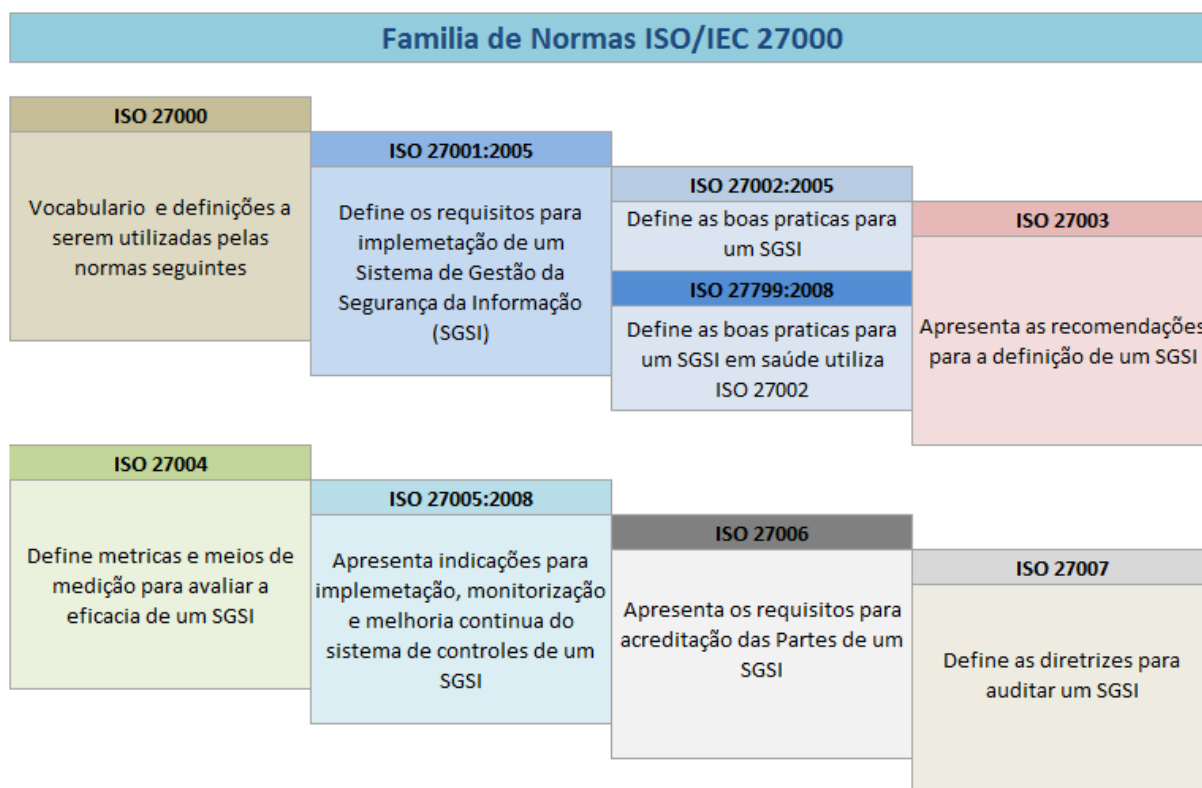 Familia de Normas ISO/IEC 27000
ISO 27000
Vocabulario e definições a
serem utilizadas pelas
normas seguintes
ISO 27001:2005
Define os requisitos para
implemetação de um
Sistema de Gestão da
Segurança da Informação
(SGSI)
ISO 27002:2005
Define as boas praticas para
um SGSI
ISO 27799:2008
Define as boas praticas para
um SGSI em saúde utiliza
ISO 27002
ISO 27003
Apresenta as recomendações
para a definição de um SGSI
ISO 27004
Define metricas e meios de
medição para avaliar a
eficacia de um SGSI
ISO 27005:2008
Apresenta indicações para
implemetação, monitorização
e melhoria continua do
sistema de controles de um
SGSI
ISO 27006
Apresenta os requisitos para
acreditação das Partes de um
SGSI
ISO 27007
Define as diretrizes para
auditar um SGSI